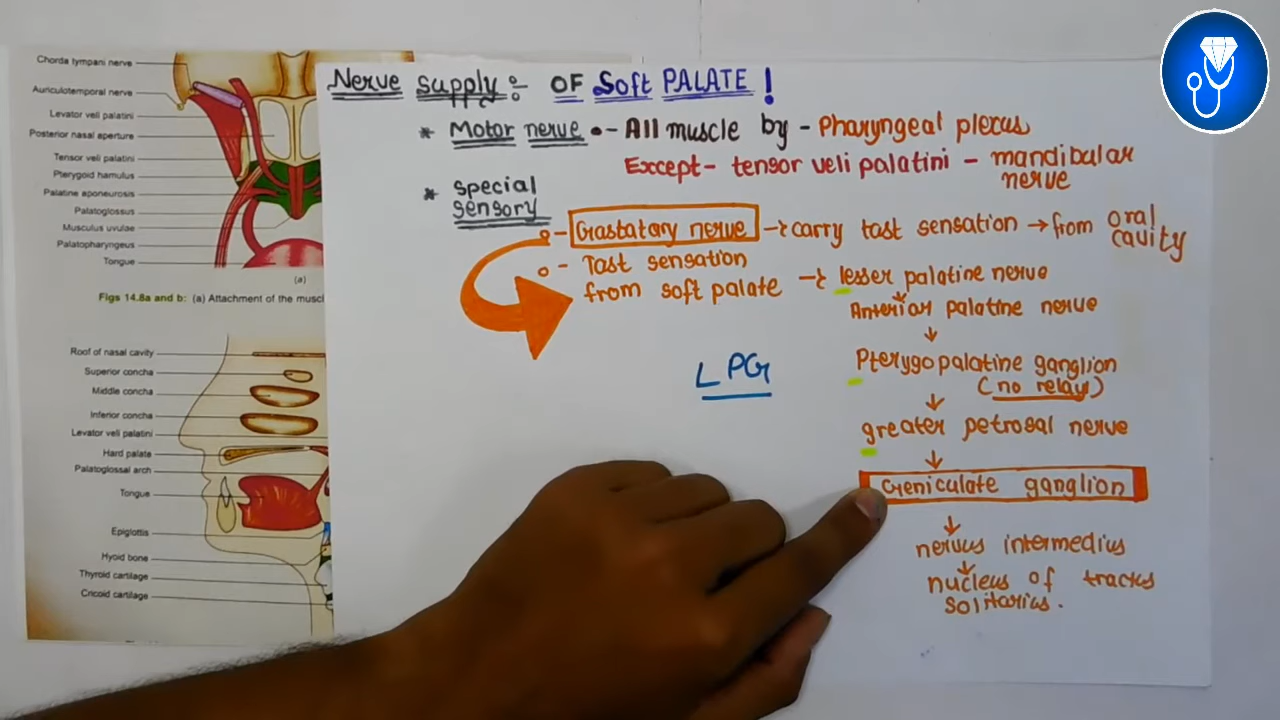 Chorda tympani nerve
Auriculotemporal nerve
Levator veli palatini
Posterior nasal aperture
Tensor veli palatini
Pterygoid hamulus
Palatine aponeurosis
Palatoglossus
Musculus uvulae
Palatopharyngeus
Tongue
(a)
Figs 14.8a and b: (a) Attachment of the muscl
Roof of nasal cavity
Superior concha
Middle concha
Inferior concha
Levator veli palatini
Hard palate
Palatoglossal arch
Tongue
Epiglottis
Hyoid bone
Thyroid cartilage
Cricoid cartilage
Nerve supply :- OF Soft PALATE !
* Motor nerve •- All muscle by - Pharyngeal plexus
Except - tensor veli palatini - mandibular
nerve
* special
sensory
- Gastatary nerve → carry tast sensation → from oral
cavity
- Tast sensation
from soft palate → lesser palatine nerve
Anterior palatine nerve
↓
Pterygopalatine ganglion
(no relay)
↓
greater petrosal nerve
↓
Geniculate ganglion
↓
nervus intermedius
↓
nucleus of tractus
solitarius.
LPG